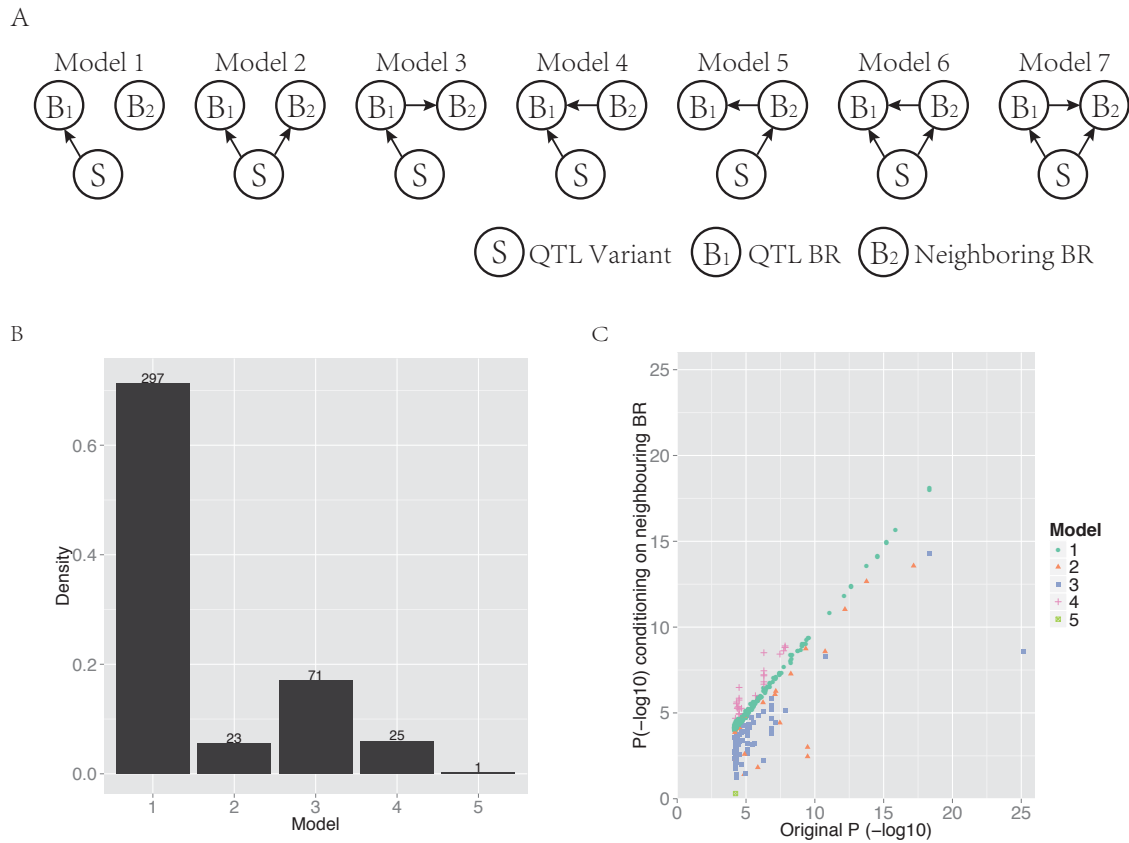 A
Model 1 Model 2 Model 3 Model 4 Model 5 Model 6 Model 7
B1 B2 B1 B2 B1 B2 B1 B2 B1 B2 B1 B2 B1 B2
S S S S S S S
S QTL Variant B1 QTL BR B2 Neighboring BR
B
Density
0.6
0.4
0.2
0.0
297
23
71
25
1
1 2 3 4 5
Model
C
P(-log10) conditioning on neighbouring BR
25
20
15
10
5
0
0 5 10 15 20 25
Original P (-log10)
Model
1
2
3
4
5